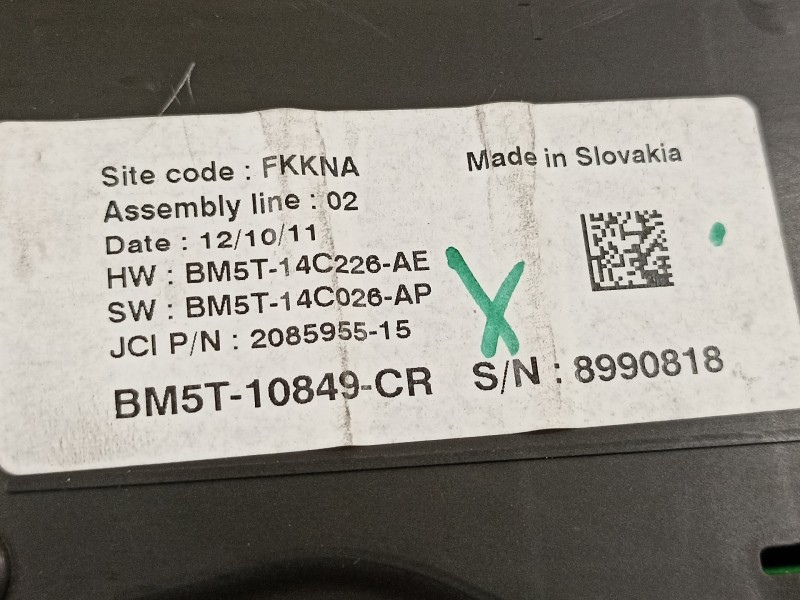 Site code : FKKNA
Made in Slovakia
Assembly line : 02
Date : 12/10/11
HW : BM5T-14C226-AE
SW : BM5T-14C026-AP
JCI P/N : 2085955-15
BM5T-10849-CR
S/N : 8990818